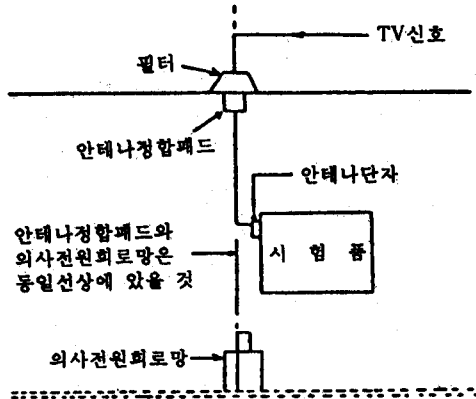 TV신호
필터
안테나정합패드
안테나단자
안테나정합패드와
의사전원회로망은
동일선상에 있을 것
시 험 품
의사전원회로망